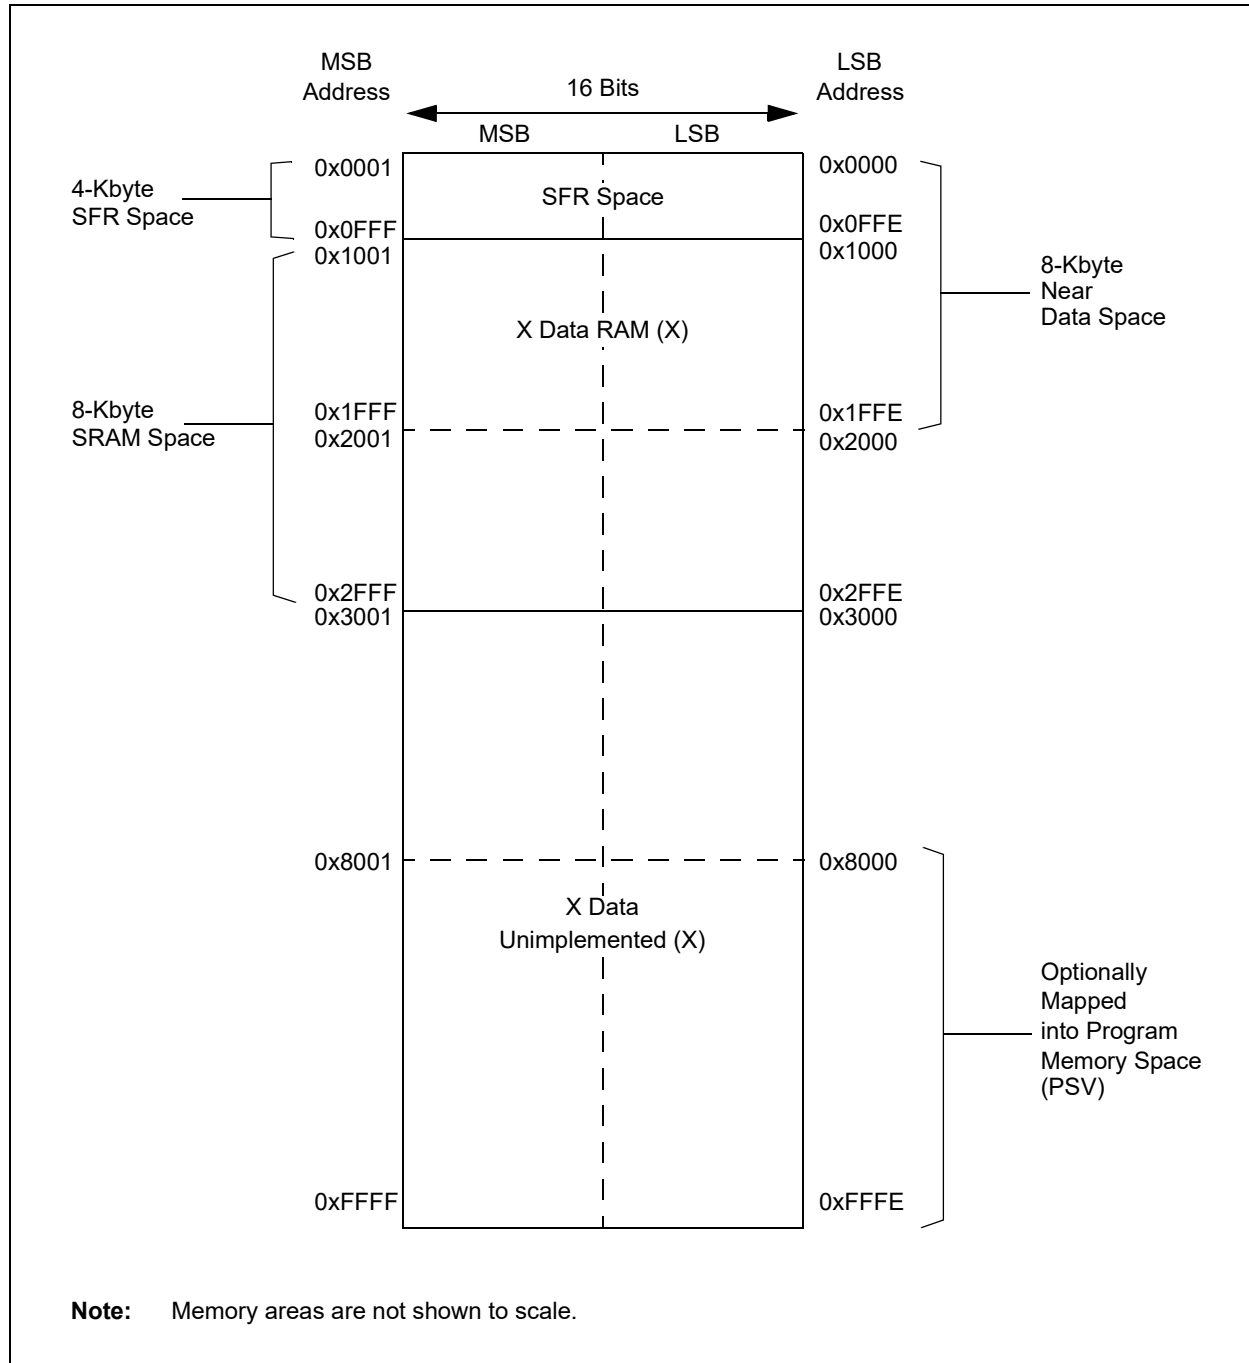 MSB
Address
16 Bits
LSB
Address
MSB
LSB
0x0001
0x0000
4-Kbyte
SFR Space
SFR Space
0x0FFF
0x0FFE
0x1001
0x1000
8-Kbyte
Near
Data Space
X Data RAM (X)
8-Kbyte
SRAM Space
0x1FFF
0x1FFE
0x2001
0x2000
0x2FFF
0x2FFE
0x3001
0x3000
0x8001
0x8000
X Data
Unimplemented (X)
Optionally
Mapped
into Program
Memory Space
(PSV)
0xFFFF
0xFFFE
Note: Memory areas are not shown to scale.